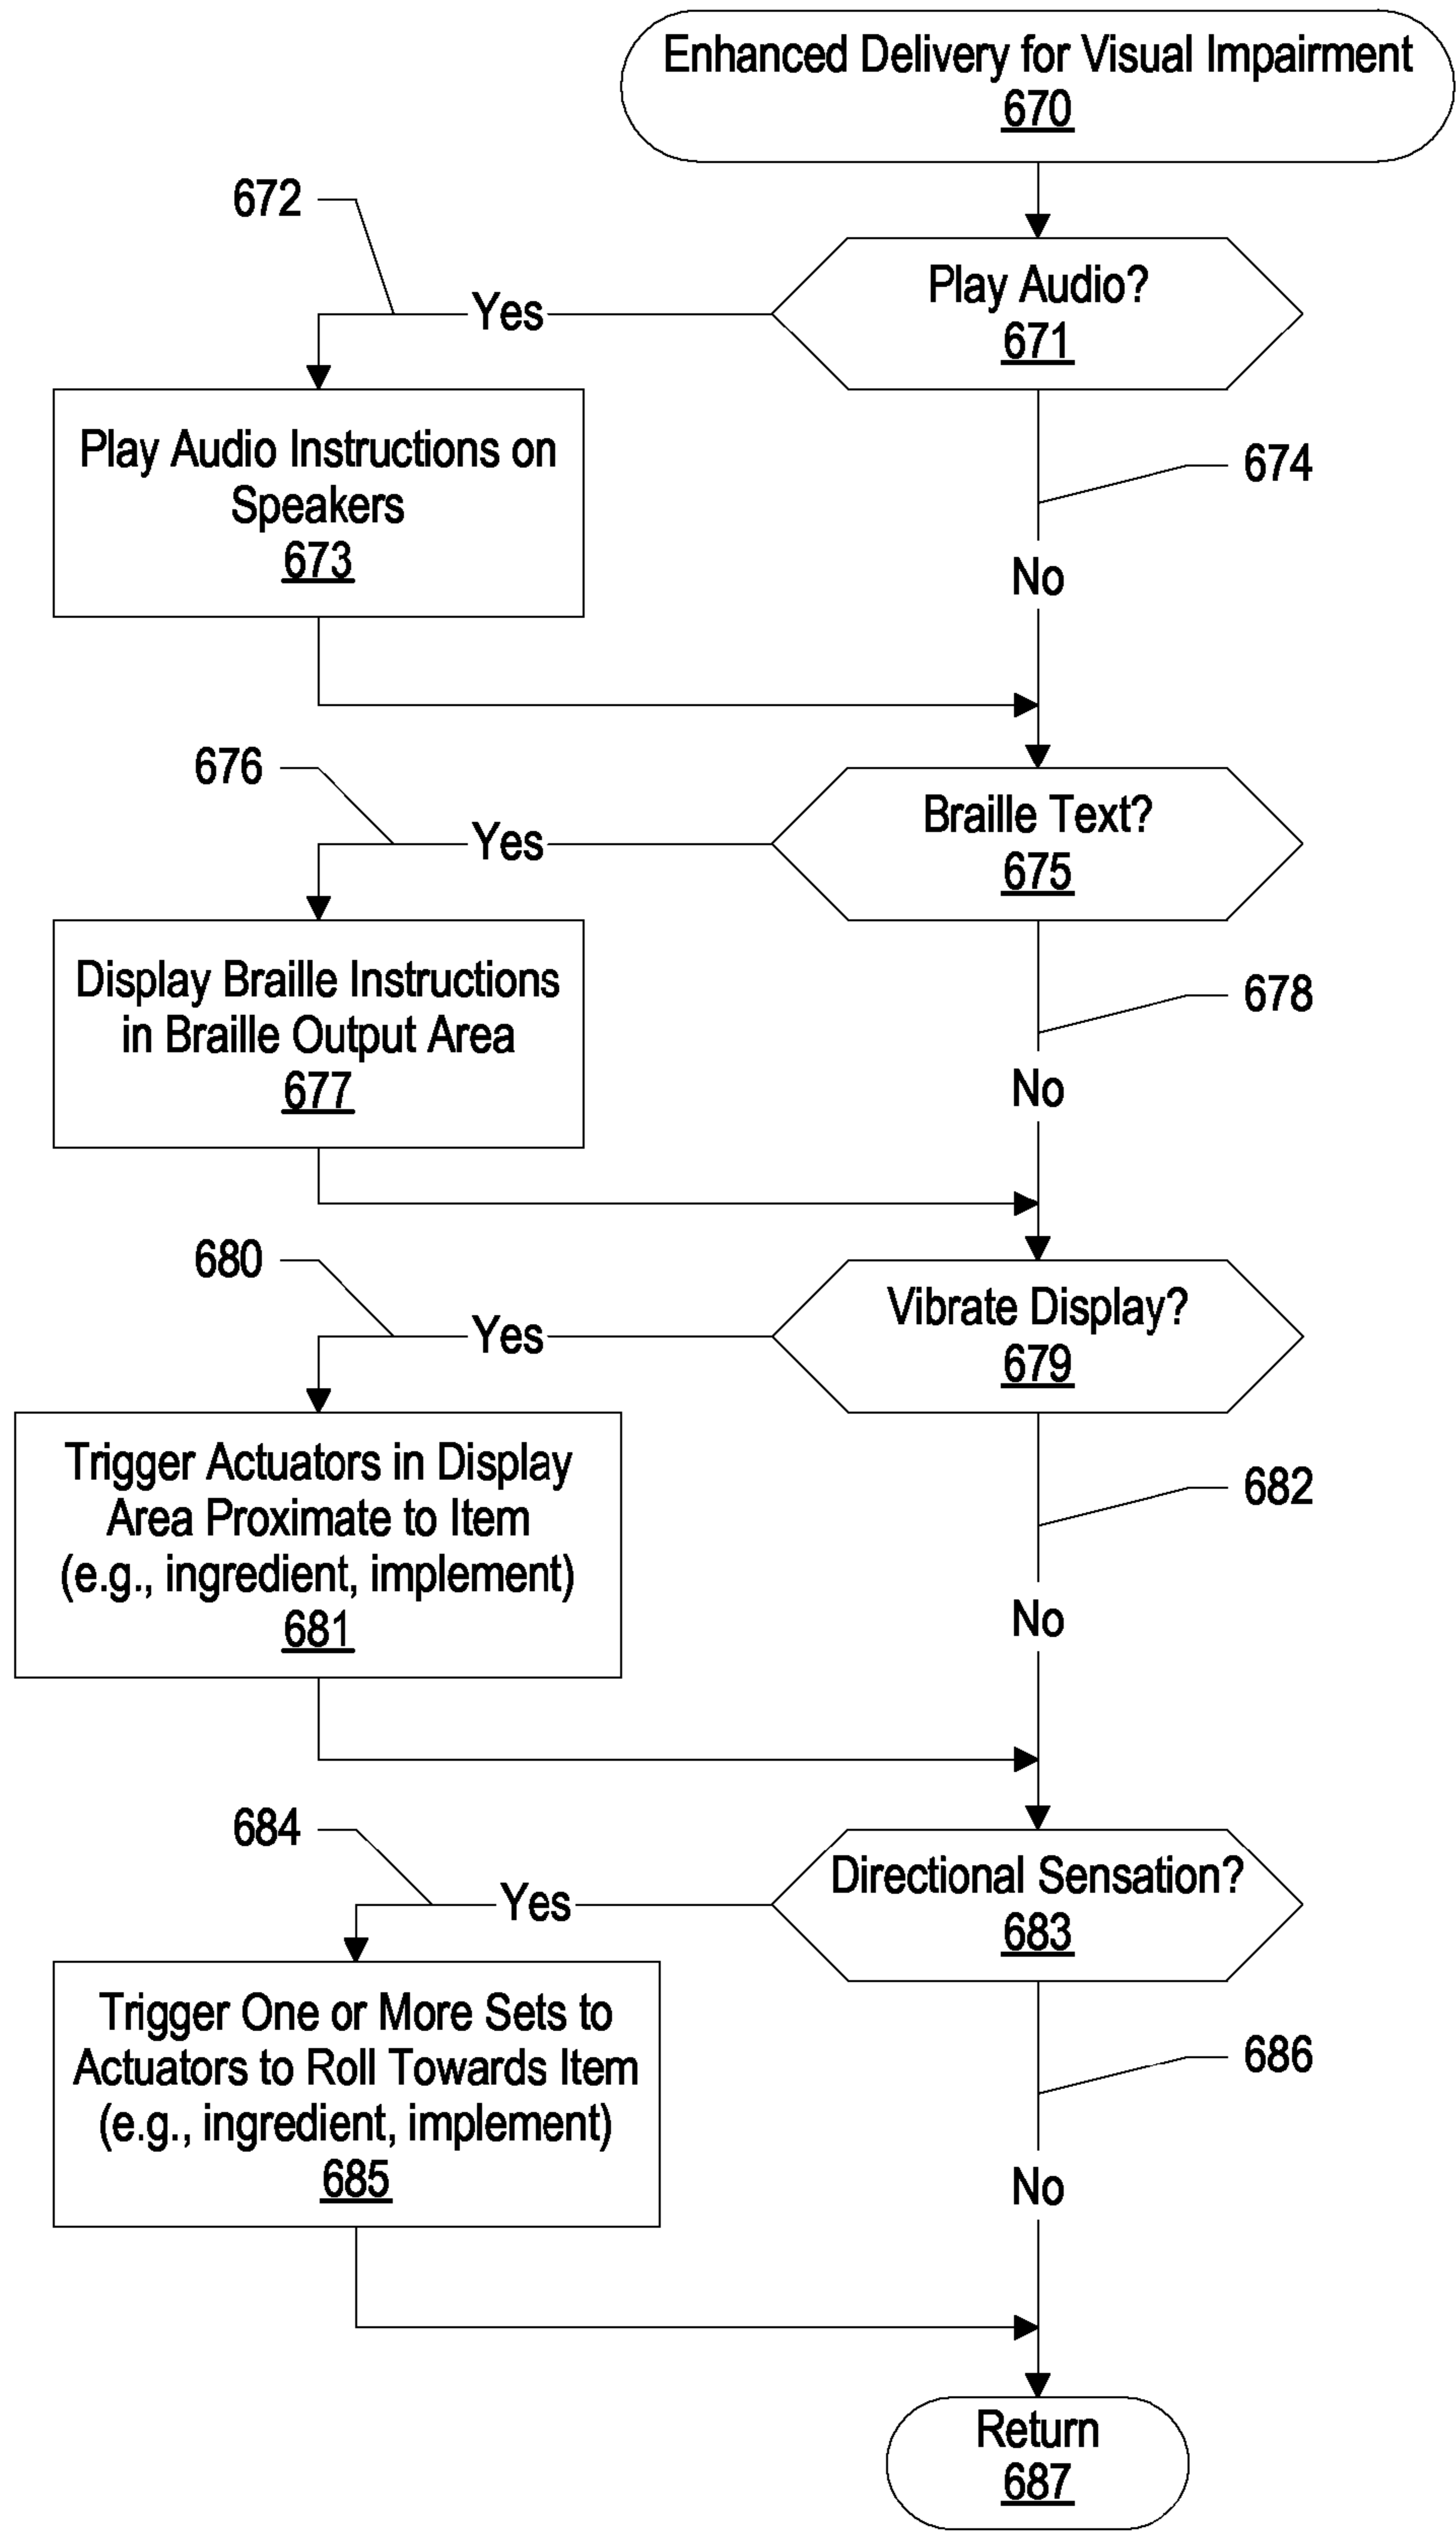 Enhanced Delivery for Visual Impairment
670
672
Play Audio?
671
Yes
Play Audio Instructions on
Speakers
673
674
No
676
Braille Text?
675
Yes
Display Braille Instructions
in Braille Output Area
677
678
No
680
Vibrate Display?
679
Yes
Trigger Actuators in Display
Area Proximate to Item
(e.g., ingredient, implement)
681
682
No
684
Directional Sensation?
683
Yes
Trigger One or More Sets to
Actuators to Roll Towards Item
(e.g., ingredient, implement)
685
686
No
Return
687